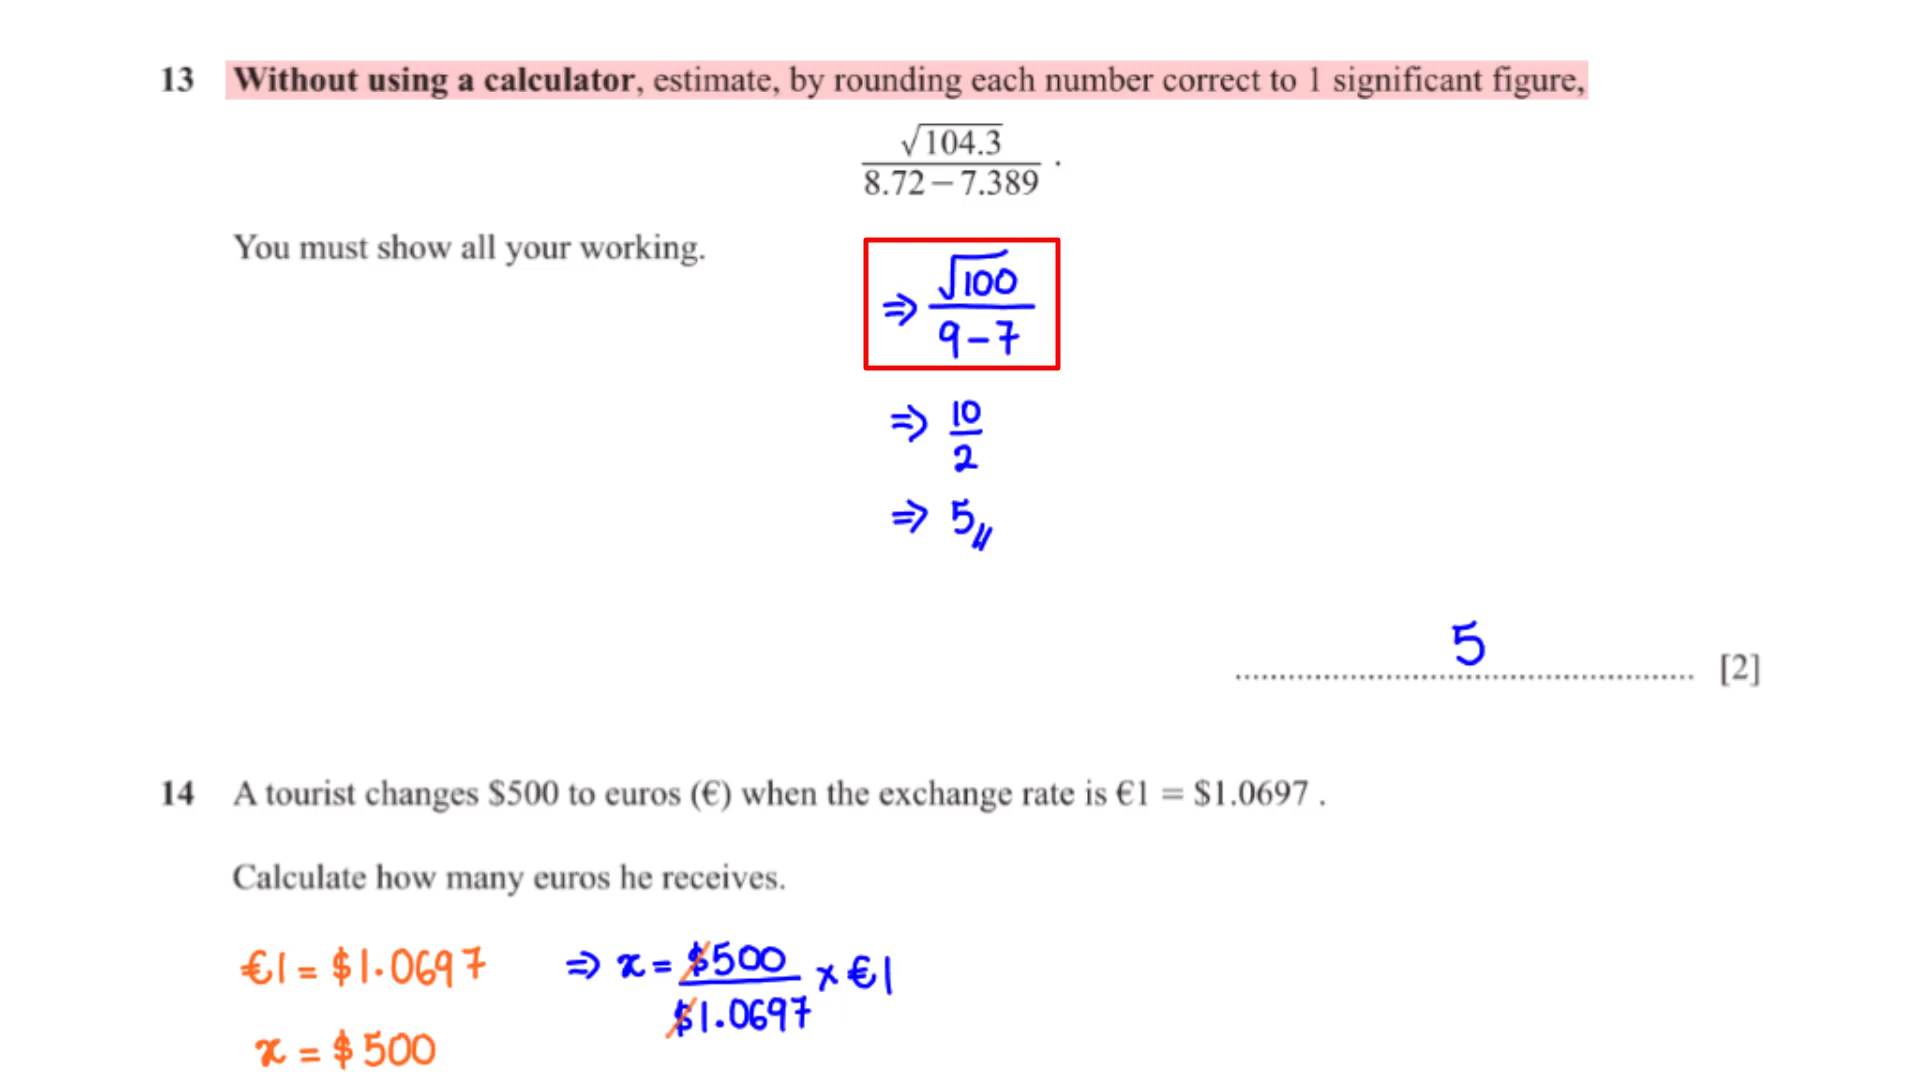 13 Without using a calculator, estimate, by rounding each number correct to 1 significant figure,
√104.3
8.72 − 7.389 .
You must show all your working.
⇒ √100
9 − 7
⇒ 10
2
⇒ 5
5
[2]
14 A tourist changes $500 to euros (€) when the exchange rate is €1 = $1.0697 .
Calculate how many euros he receives.
€1 = $1.0697 ⇒ x = $500 × €1
$1.0697
x = $500